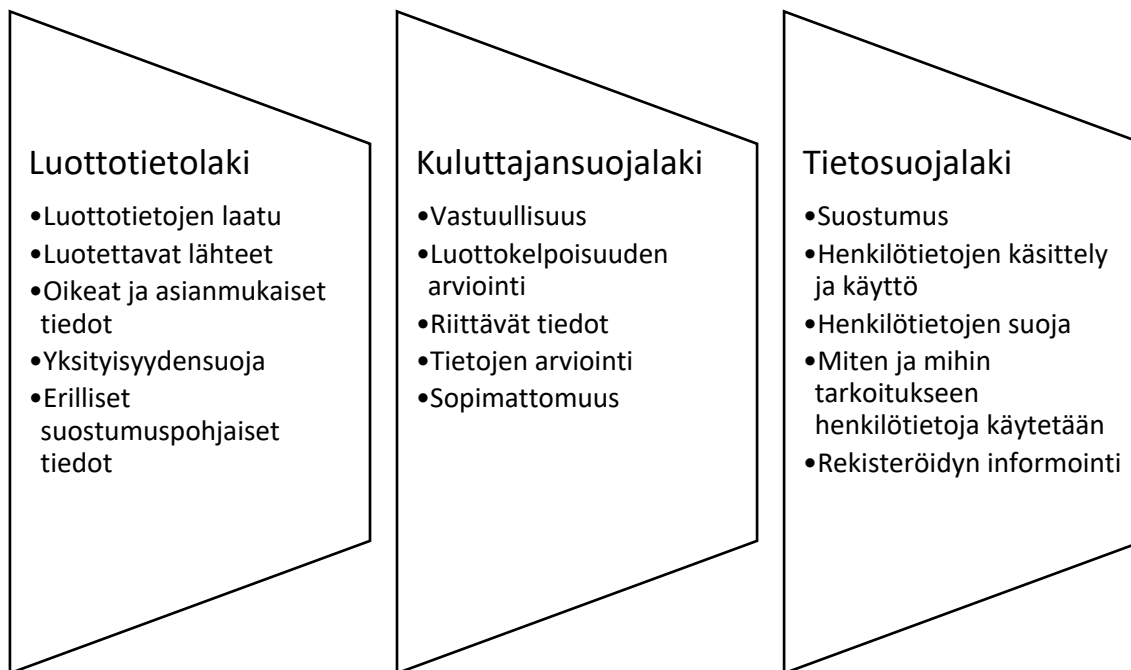 Luottotietolaki
•Luottotietojen laatu
•Luotettavat lähteet
•Oikeat ja asianmukaiset
tiedot
•Yksityisyydensuoja
•Erilliset
suostumuspohjaiset
tiedot
Kuluttajansuojalaki
•Vastuullisuus
•Luottokelpoisuuden
arviointi
•Riittävät tiedot
•Tietojen arviointi
•Sopimattomuus
Tietosuojalaki
•Suostumus
•Henkilötietojen käsittely
ja käyttö
•Henkilötietojen suoja
•Miten ja mihin
tarkoitukseen
henkilötietoja käytetään
•Rekisteröidyn informointi